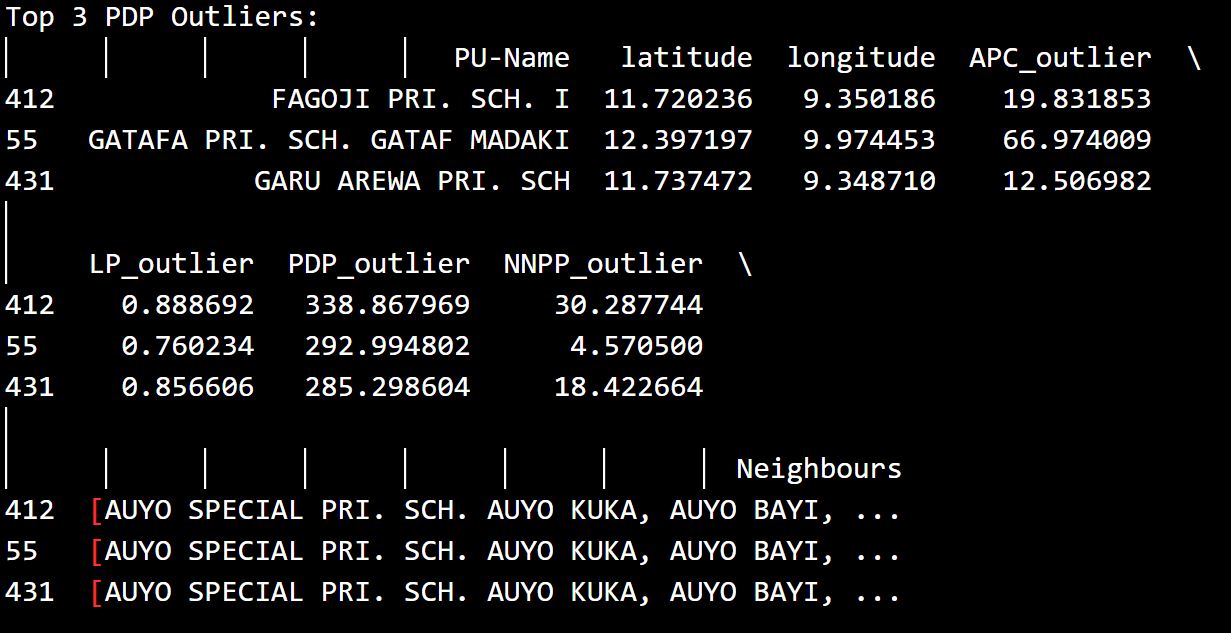 Top 3 PDP Outliers:
PU-Name latitude longitude APC_outlier \
412 FAGOJI PRI. SCH. I 11.720236 9.350186 19.831853
55 GATAFA PRI. SCH. GATAF MADAKI 12.397197 9.974453 66.974009
431 GARU AREWA PRI. SCH 11.737472 9.348710 12.506982
LP_outlier PDP_outlier NNPP_outlier \
412 0.888692 338.867969 30.287744
55 0.760234 292.994802 4.570500
431 0.856606 285.298604 18.422664
Neighbours
412 [AUYO SPECIAL PRI. SCH. AUYO KUKA, AUYO BAYI, ...
55 [AUYO SPECIAL PRI. SCH. AUYO KUKA, AUYO BAYI, ...
431 [AUYO SPECIAL PRI. SCH. AUYO KUKA, AUYO BAYI, ...